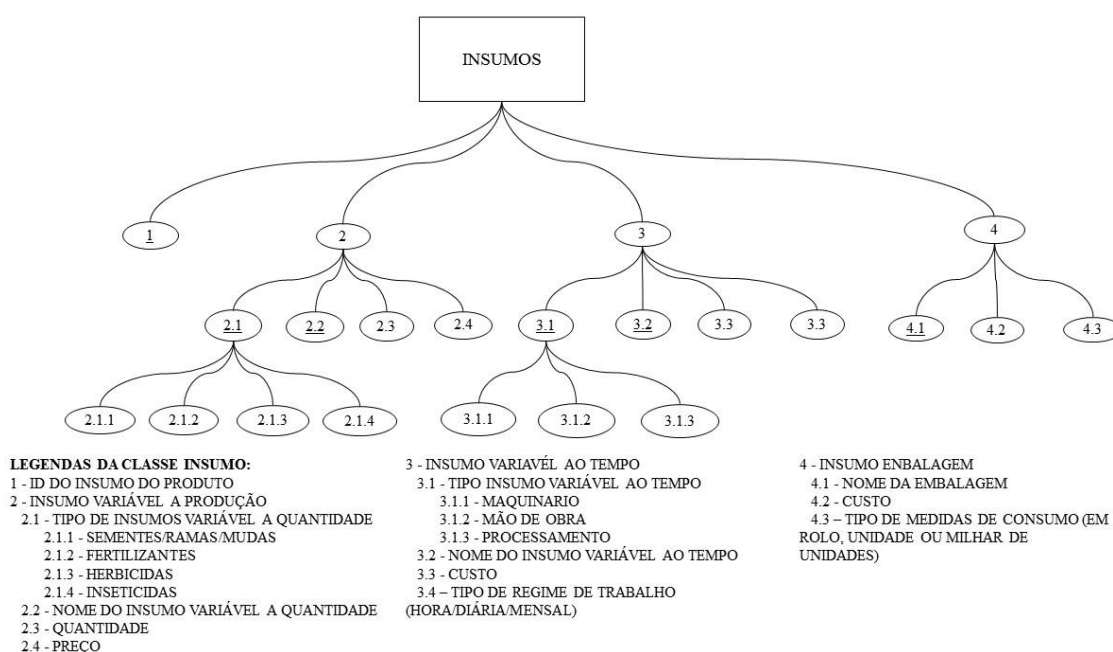 INSUMOS
1
2
3
4
2.1
2.2
2.3
2.4
3.1
3.2
3.3
3.3
4.1
4.2
4.3
2.1.1
2.1.2
2.1.3
2.1.4
3.1.1
3.1.2
3.1.3
LEGENDAS DA CLASSE INSUMO:
1 - ID DO INSUMO DO PRODUTO
2 - INSUMO VARIÁVEL A PRODUÇÃO
2.1 - TIPO DE INSUMOS VARIÁVEL A QUANTIDADE
2.1.1 - SEMENTES/RAMAS/MUDAS
2.1.2 - FERTILIZANTES
2.1.3 - HERBICIDAS
2.1.4 - INSETICIDAS
2.2 - NOME DO INSUMO VARIÁVEL A QUANTIDADE
2.3 - QUANTIDADE
2.4 - PREÇO
3 - INSUMO VARIAVÉL AO TEMPO
3.1 - TIPO INSUMO VARIÁVEL AO TEMPO
3.1.1 - MAQUINARIO
3.1.2 - MÃO DE OBRA
3.1.3 - PROCESSAMENTO
3.2 - NOME DO INSUMO VARIÁVEL AO TEMPO
3.3 - CUSTO
3.4 – TIPO DE REGIME DE TRABALHO
(HORA/DIÁRIA/MENSAL)
4 - INSUMO ENBALAGEM
4.1 - NOME DA EMBALAGEM
4.2 - CUSTO
4.3 – TIPO DE MEDIDAS DE CONSUMO (EM
ROLO, UNIDADE OU MILHAR DE
UNIDADES)